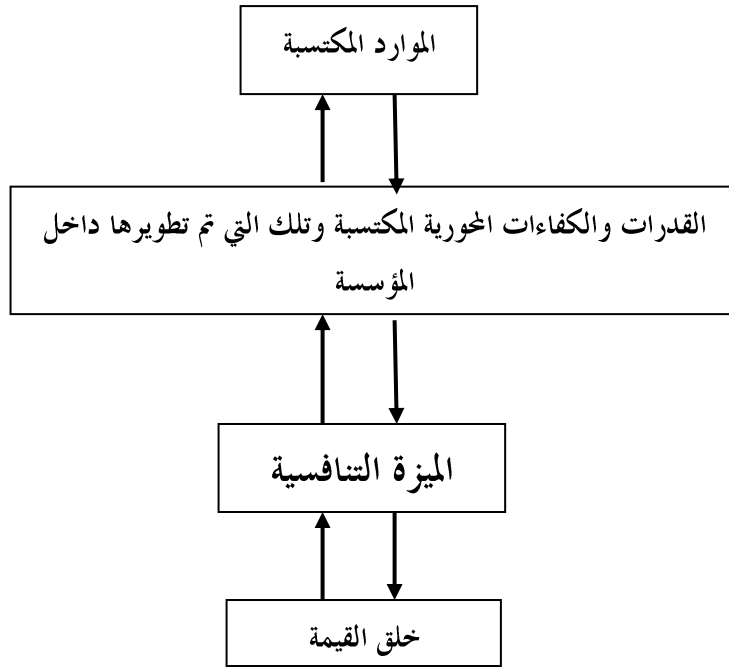 الموارد المكتسبة
القدرات والكفاءات المحورية المكتسبة وتلك التي تم تطويرها داخل
المؤسسة
الميزة التنافسية
خلق القيمة